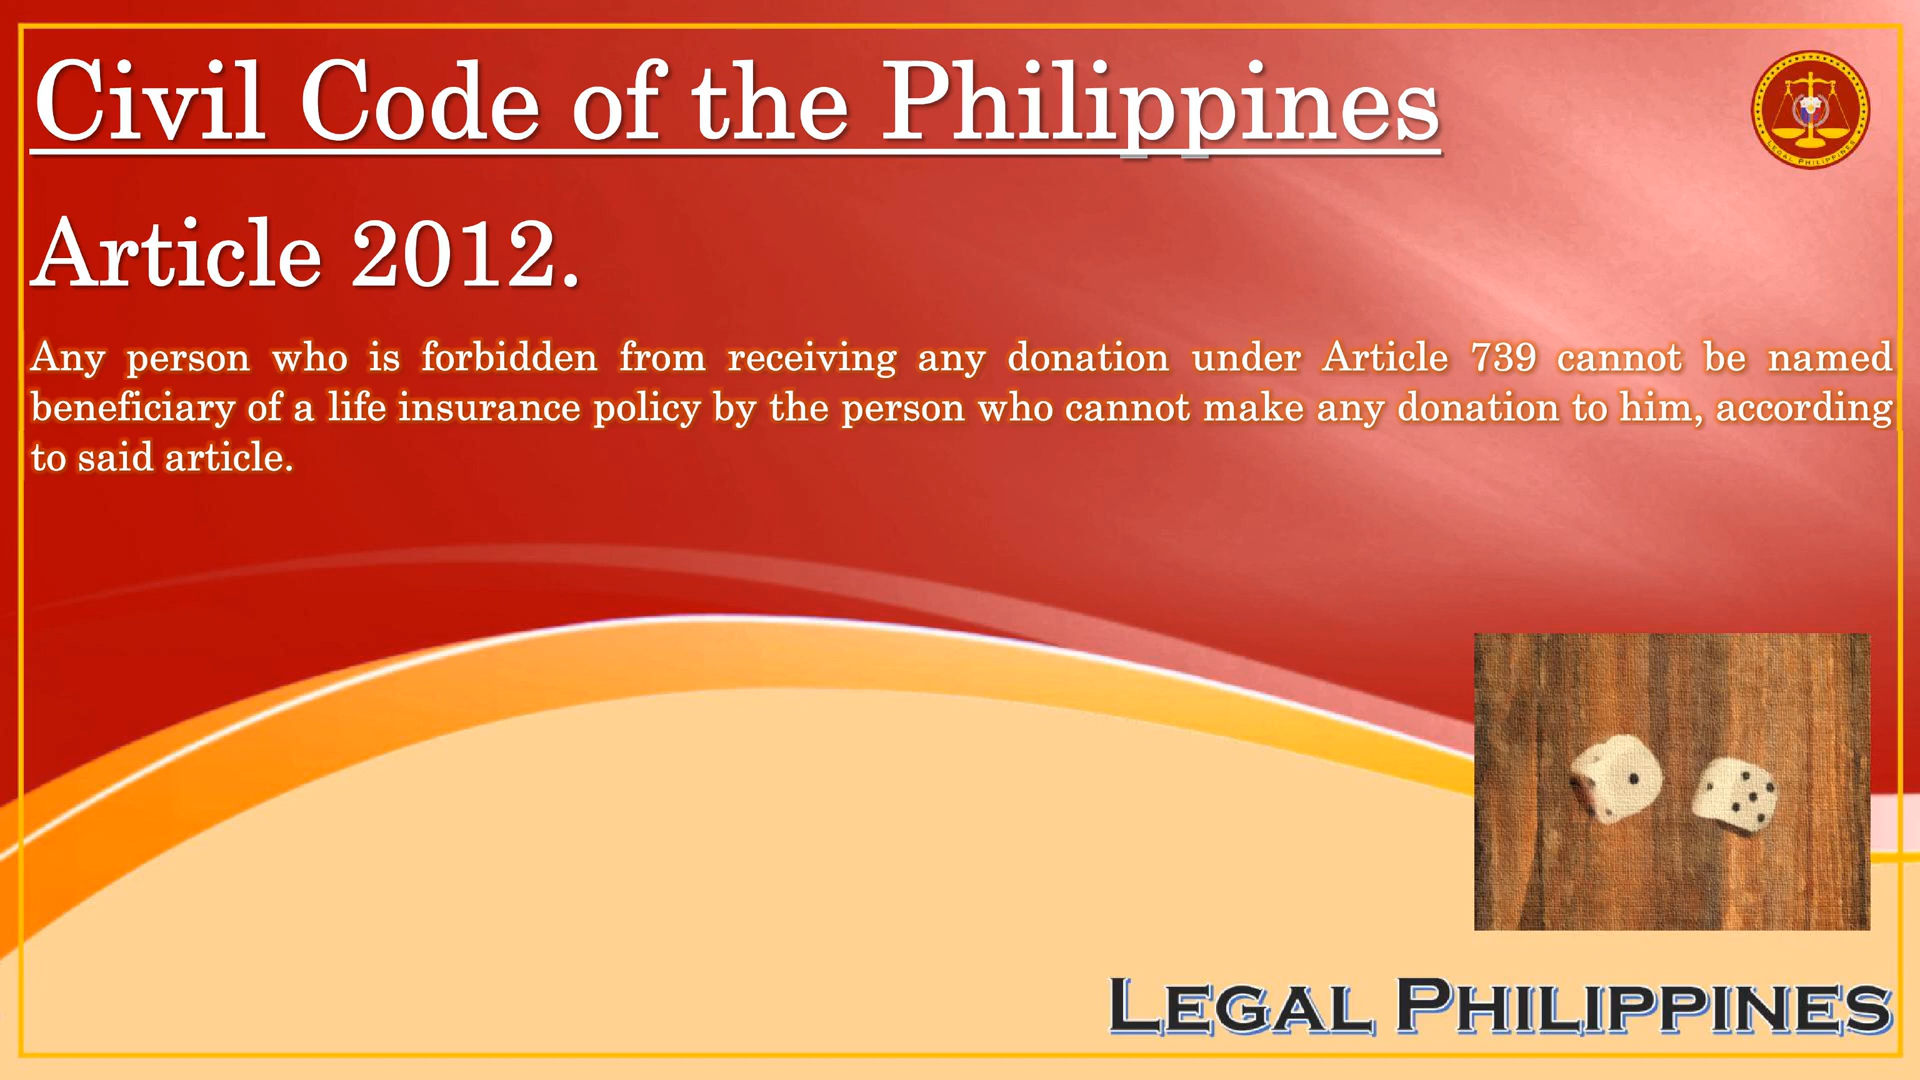 Civil Code of the Philippines
LEGAL PHILIPPINES
Article 2012.
Any person who is forbidden from receiving any donation under Article 739 cannot be named
beneficiary of a life insurance policy by the person who cannot make any donation to him, according
to said article.
LEGAL PHILIPPINES